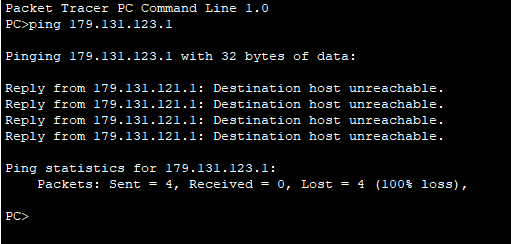 Packet Tracer PC Command Line 1.0
PC>ping 179.131.123.1
Pinging 179.131.123.1 with 32 bytes of data:
Reply from 179.131.121.1: Destination host unreachable.
Reply from 179.131.121.1: Destination host unreachable.
Reply from 179.131.121.1: Destination host unreachable.
Reply from 179.131.121.1: Destination host unreachable.
Ping statistics for 179.131.123.1:
Packets: Sent = 4, Received = 0, Lost = 4 (100% loss),
PC>